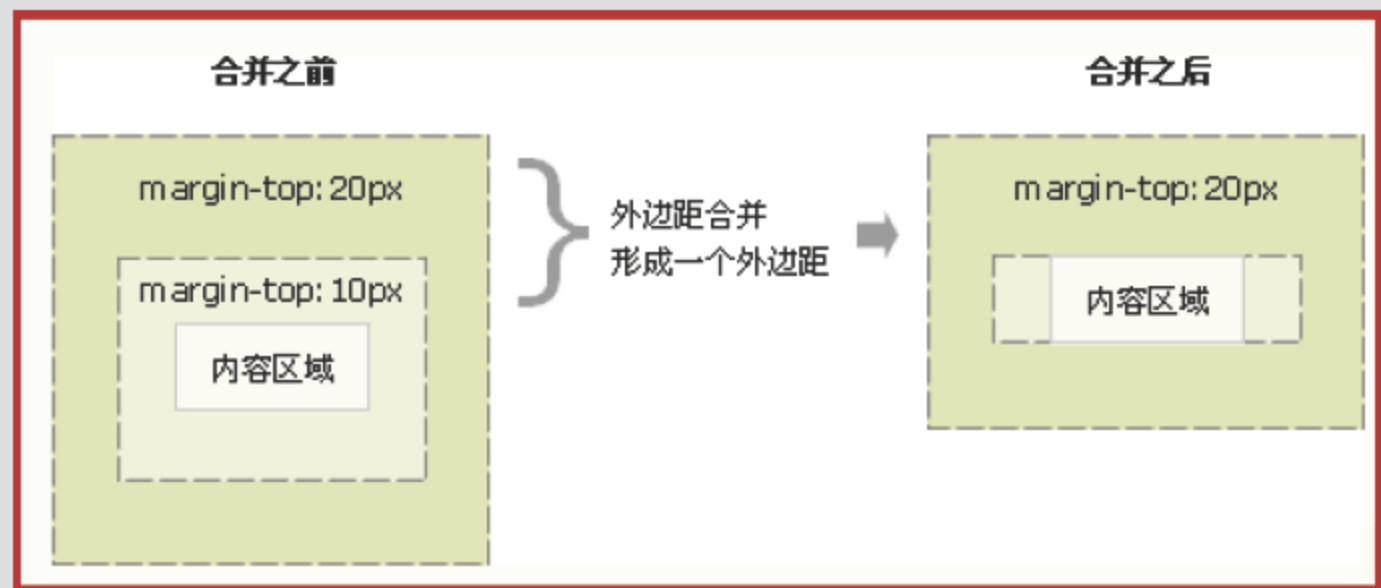 合并之前
合并之后
margin-top: 20px
margin-top: 10px
内容区域
外边距合并
形成一个外边距
margin-top: 20px
内容区域